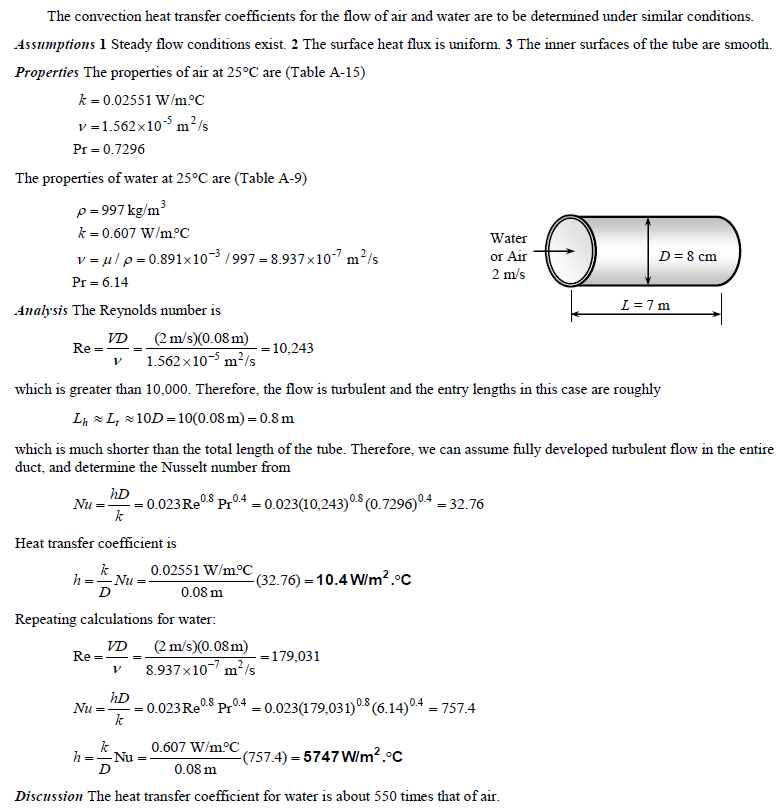 The convection heat transfer coefficients for the flow of air and water are to be determined under similar conditions.
Assumptions 1 Steady flow conditions exist. 2 The surface heat flux is uniform. 3 The inner surfaces of the tube are smooth.
Properties The properties of air at 25°C are (Table A-15)
k = 0.02551 W/m.°C
ν = 1.562×10⁻⁵ m²/s
Pr = 0.7296
The properties of water at 25°C are (Table A-9)
ρ = 997 kg/m³
k = 0.607 W/m.°C
ν = μ / ρ = 0.891×10⁻³ / 997 = 8.937×10⁻⁷ m²/s
Pr = 6.14
Water
or Air
2 m/s
D = 8 cm
L = 7 m
Analysis The Reynolds number is
Re = VD/ν = (2 m/s)(0.08 m)/(1.562×10⁻⁵ m²/s) = 10,243
which is greater than 10,000. Therefore, the flow is turbulent and the entry lengths in this case are roughly
Lₕ ≈ Lₜ ≈ 10D = 10(0.08 m) = 0.8 m
which is much shorter than the total length of the tube. Therefore, we can assume fully developed turbulent flow in the entire
duct, and determine the Nusselt number from
Nu = hD/k = 0.023 Re^0.8 Pr^0.4 = 0.023(10,243)^0.8 (0.7296)^0.4 = 32.76
Heat transfer coefficient is
h = k/D Nu = (0.02551 W/m.°C)/(0.08 m) (32.76) = 10.4 W/m².°C
Repeating calculations for water:
Re = VD/ν = (2 m/s)(0.08 m)/(8.937×10⁻⁷ m²/s) = 179,031
Nu = hD/k = 0.023 Re^0.8 Pr^0.4 = 0.023(179,031)^0.8 (6.14)^0.4 = 757.4
h = k/D Nu = (0.607 W/m.°C)/(0.08 m) (757.4) = 5747 W/m².°C
Discussion The heat transfer coefficient for water is about 550 times that of air.